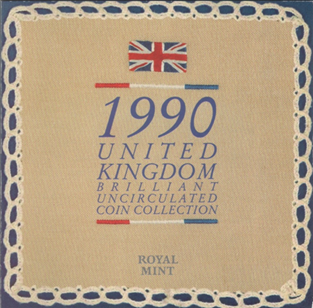 1990
UNITED
KINGDOM
BRILLIANT
UNCIRCULATED
COIN COLLECTION
ROYAL
MINT